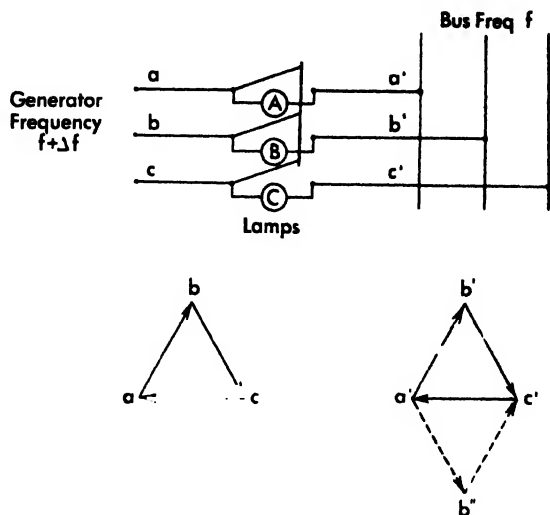 Bus Freq f
a
a'
Generator
Frequency
f+Δf
A
b
b'
B
c
c'
C
Lamps
b
a
c
b'
a'
c'
b"